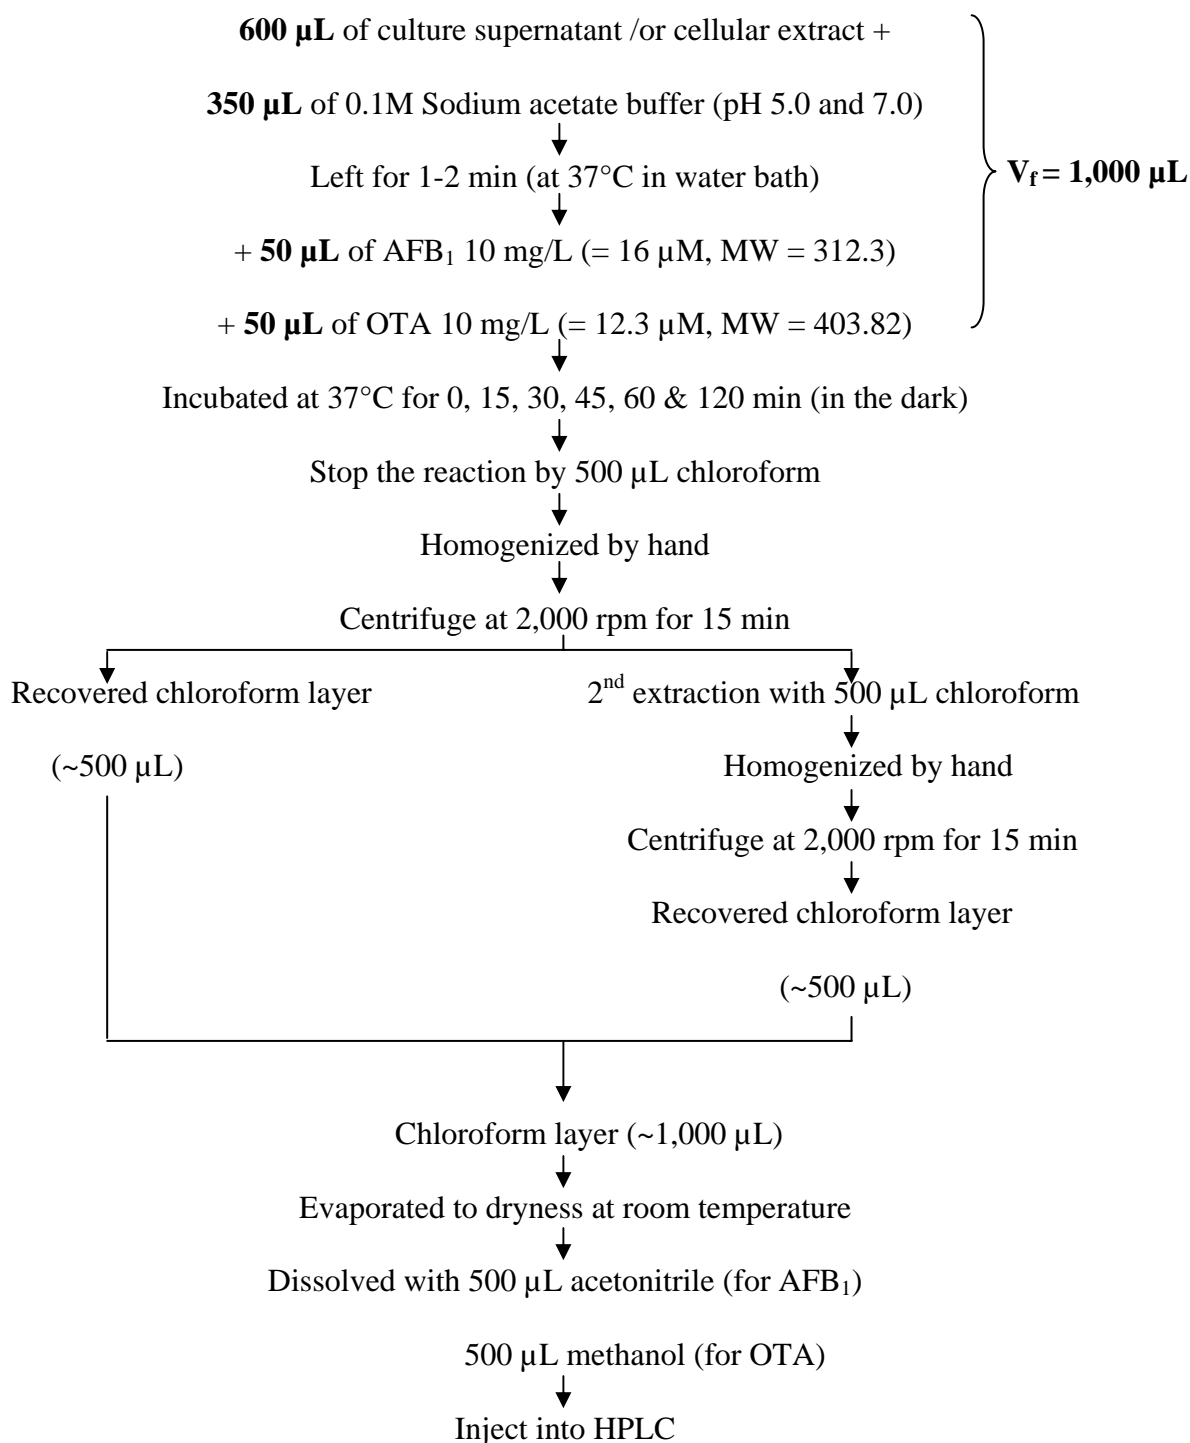 600 µL of culture supernatant /or cellular extract +
350 µL of 0.1M Sodium acetate buffer (pH 5.0 and 7.0)
Left for 1-2 min (at 37°C in water bath)
Vf = 1,000 µL
+ 50 µL of AFB1 10 mg/L (= 16 µM, MW = 312.3)
+ 50 µL of OTA 10 mg/L (= 12.3 µM, MW = 403.82)
Incubated at 37°C for 0, 15, 30, 45, 60 & 120 min (in the dark)
Stop the reaction by 500 µL chloroform
Homogenized by hand
Centrifuge at 2,000 rpm for 15 min
Recovered chloroform layer
(~500 µL)
2nd extraction with 500 µL chloroform
Homogenized by hand
Centrifuge at 2,000 rpm for 15 min
Recovered chloroform layer
(~500 µL)
Chloroform layer (~1,000 µL)
Evaporated to dryness at room temperature
Dissolved with 500 µL acetonitrile (for AFB1)
500 µL methanol (for OTA)
Inject into HPLC